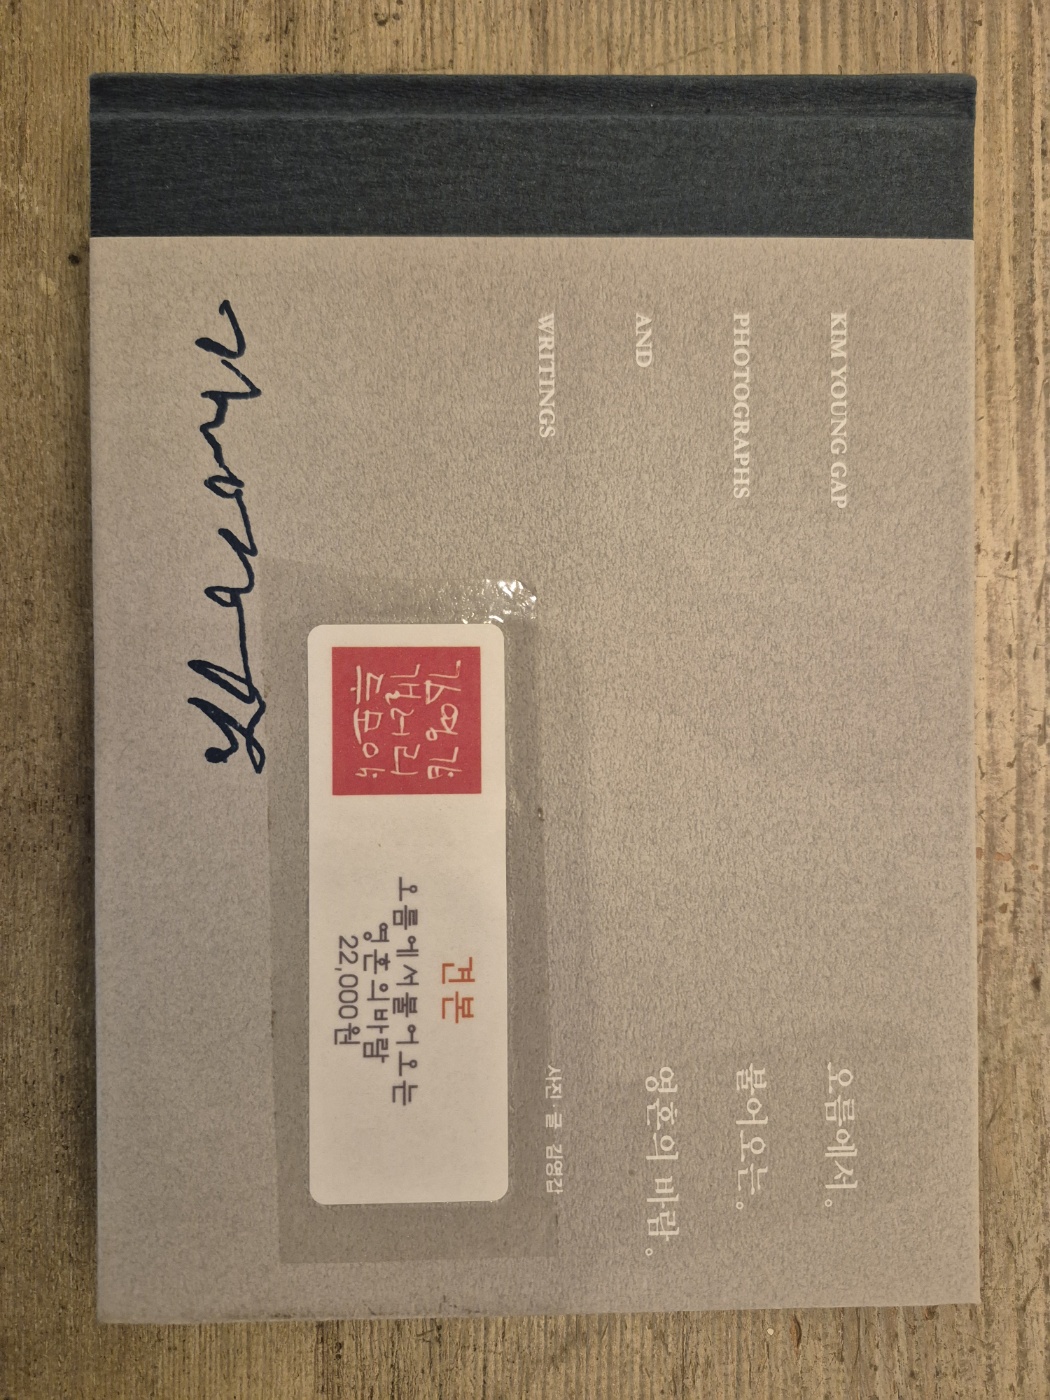 KIM YOUNG GAP
PHOTOGRAPHS
AND
WRITINGS
오름에서。
불어오는。
영혼의 바람。
사진·글 김영갑
김영갑
갤러리
두모악
견본
오름에서불어오는
영혼의바람
22,000원